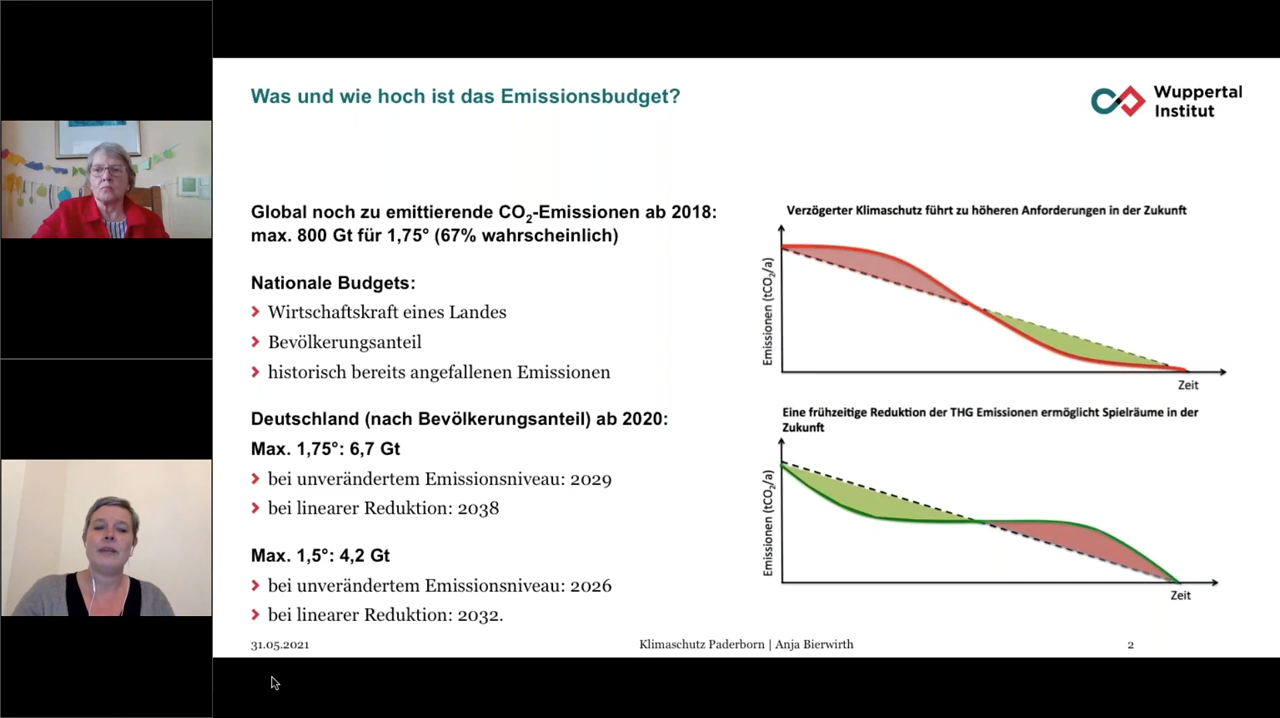 Was und wie hoch ist das Emissionsbudget?
Wuppertal
Institut
Global noch zu emittierende CO₂-Emissionen ab 2018:
max. 800 Gt für 1,75° (67% wahrscheinlich)
Nationale Budgets:
Wirtschaftskraft eines Landes
Bevölkerungsanteil
historisch bereits angefallenen Emissionen
Deutschland (nach Bevölkerungsanteil) ab 2020:
Max. 1,75°: 6,7 Gt
bei unverändertem Emissionsniveau: 2029
bei linearer Reduktion: 2038
Max. 1,5°: 4,2 Gt
bei unverändertem Emissionsniveau: 2026
bei linearer Reduktion: 2032.
Verzögerter Klimaschutz führt zu höheren Anforderungen in der Zukunft
Emissionen (tCO₂/a)
Zeit
Eine frühzeitige Reduktion der THG Emissionen ermöglicht Spielräume in der
Zukunft
Emissionen (tCO₂/a)
Zeit
31.05.2021
Klimaschutz Paderborn | Anja Bierwirth
2